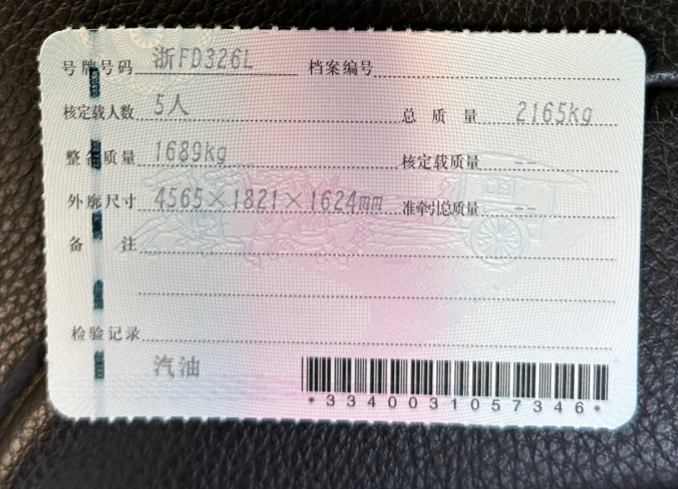 号牌号码 浙FD326L 档案编号
核定载人数 5人 总质量 2165kg
整备质量 1689kg 核定载质量 --
外廓尺寸 4565×1821×1624mm 准牵引总质量 --
备注
检验记录
汽油
*3340031057346*